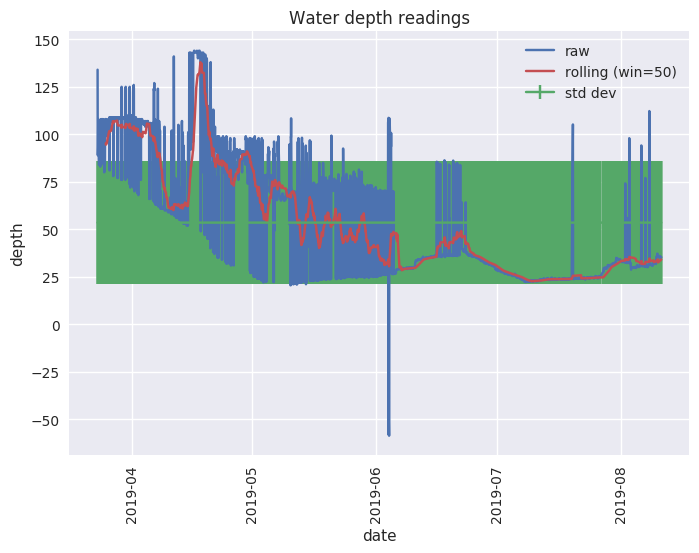 Water depth readings
raw
rolling (win=50)
std dev
depth
150
125
100
75
50
25
0
−25
−50
2019-04
2019-05
2019-06
2019-07
2019-08
date